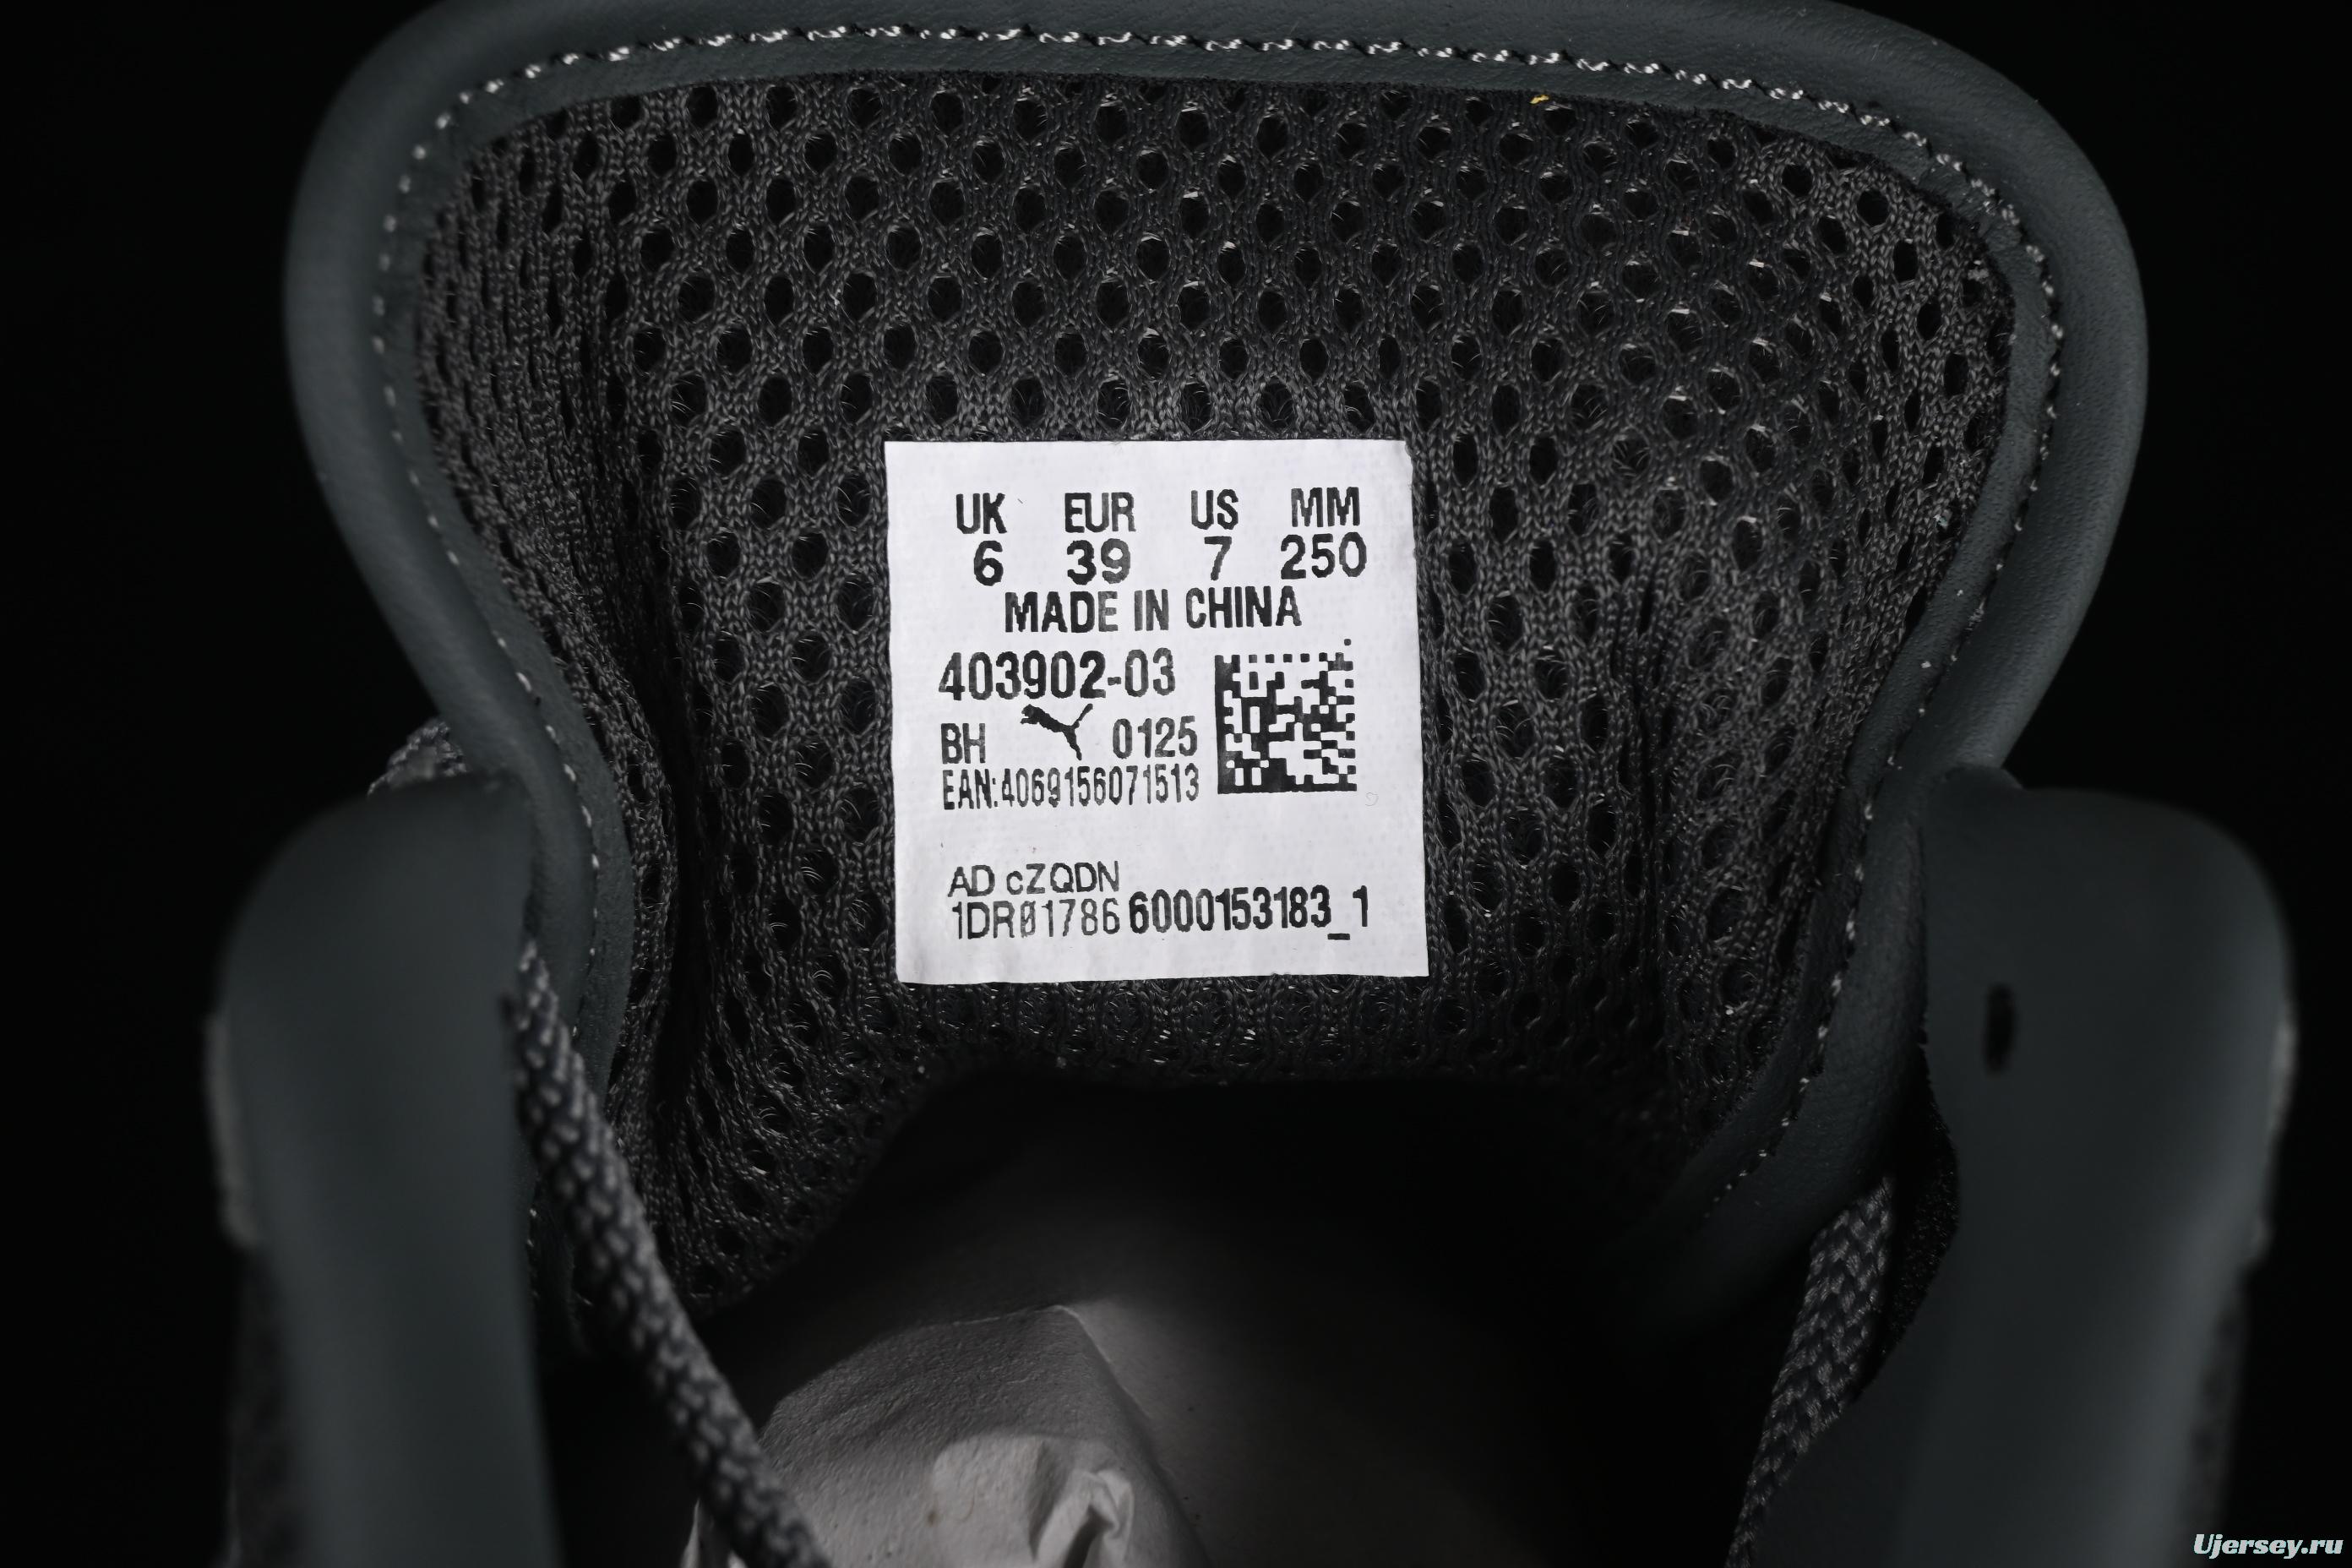 UK EUR US MM
6 39 7 250
MADE IN CHINA
403902-03
BH 0125
EAN:4069156071513
AD cZQDN
1DR01786 6000153183_1
Ujersey.ru